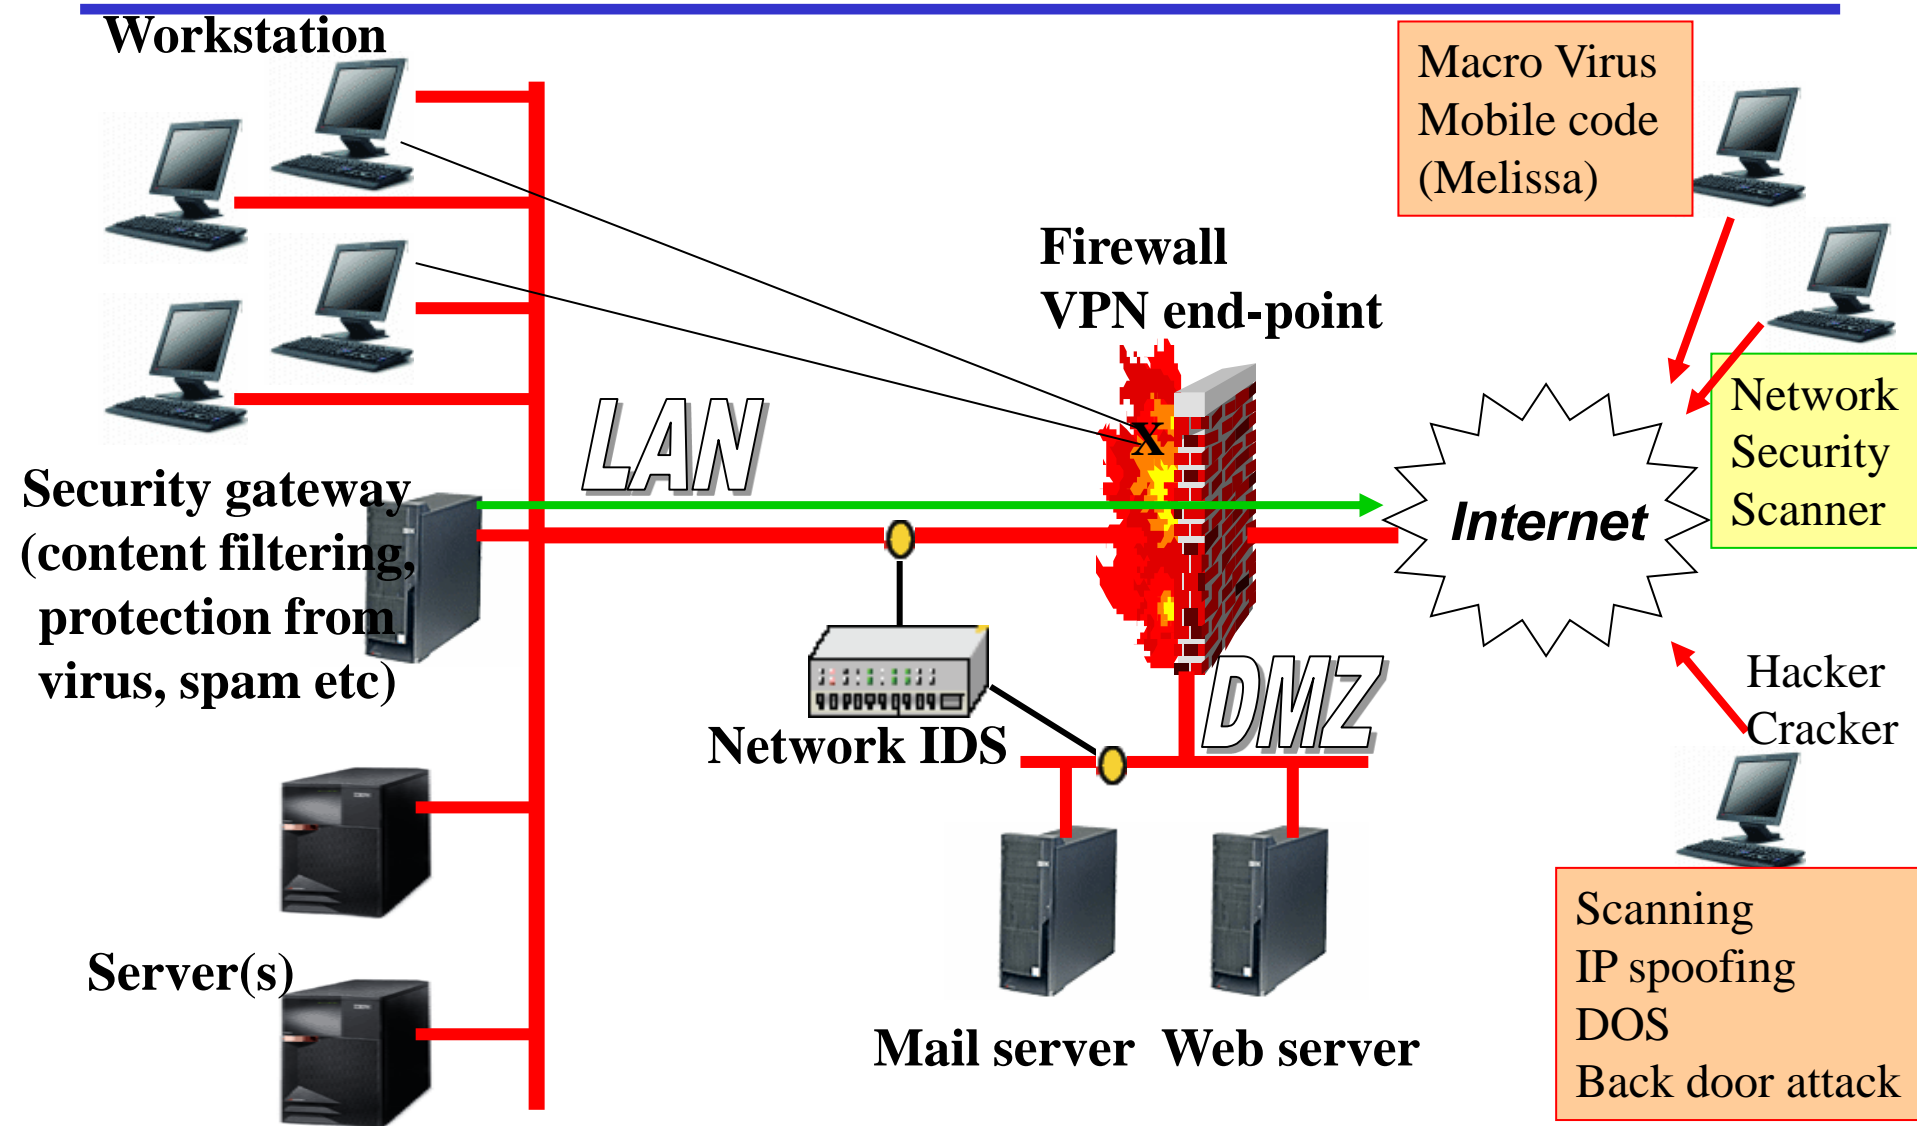 Workstation
Macro Virus
Mobile code
(Melissa)
Firewall
VPN end-point
X
LAN
Network
Security
Scanner
Internet
Security gateway
(content filtering,
protection from
virus, spam etc)
Hacker
Cracker
DMZ
Network IDS
Server(s)
Mail server
Web server
Scanning
IP spoofing
DOS
Back door attack